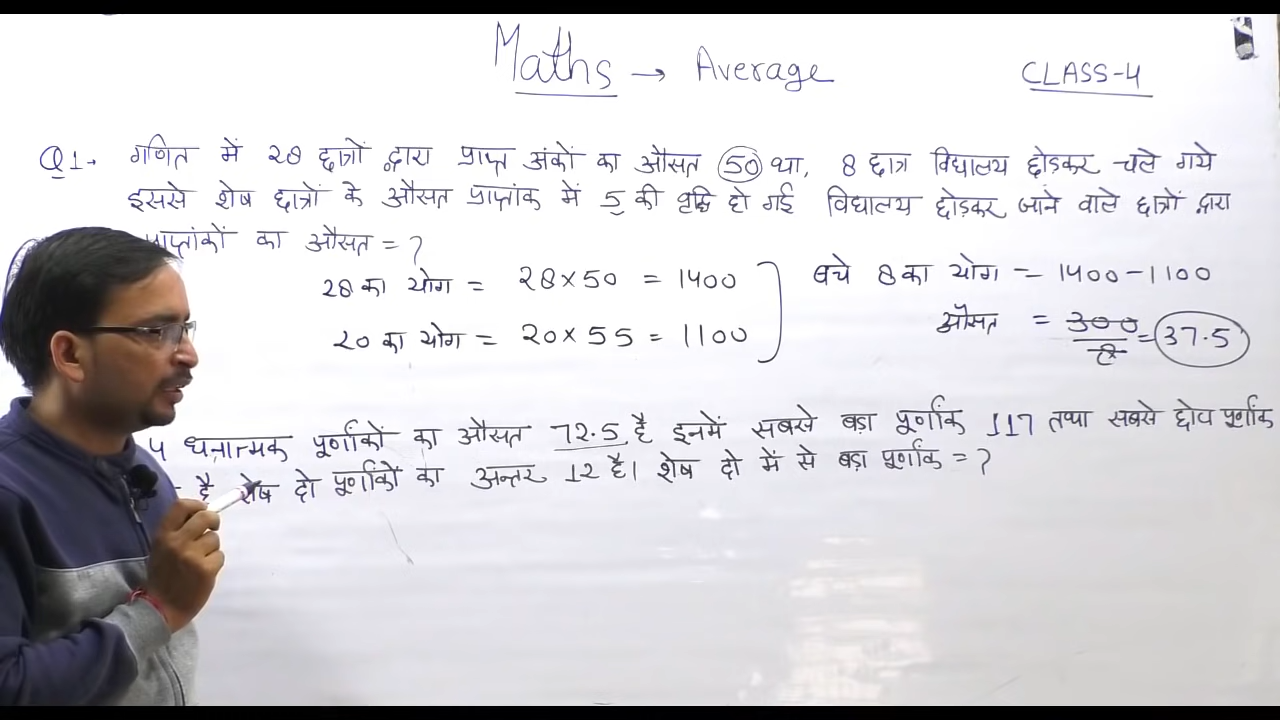 Maths → Average CLASS-4
Q1. गणित में 28 छात्रों द्वारा प्राप्त अंकों का औसत 50 था, 8 छात्र विद्यालय छोड़कर चले गये
इससे शेष छात्रों के औसत प्राप्तांक में 5 की वृद्धि हो गई विद्यालय छोड़कर जाने वाले छात्रों द्वारा
प्राप्तांकों का औसत = ?
28 का योग = 28×50 = 1400
20 का योग = 20 × 55 = 1100
बचे 8 का योग - 1400-1100
औसत = 300/8 = 37.5
4 धनात्मक पूर्णांकों का औसत 72.5 है इनमें सबसे बड़ा पूर्णांक 117 तथा सबसे छोटा पूर्णांक
है शेष दो पूर्णांकों का अन्तर 12 है। शेष दो में से बड़ा पूर्णांक = ?